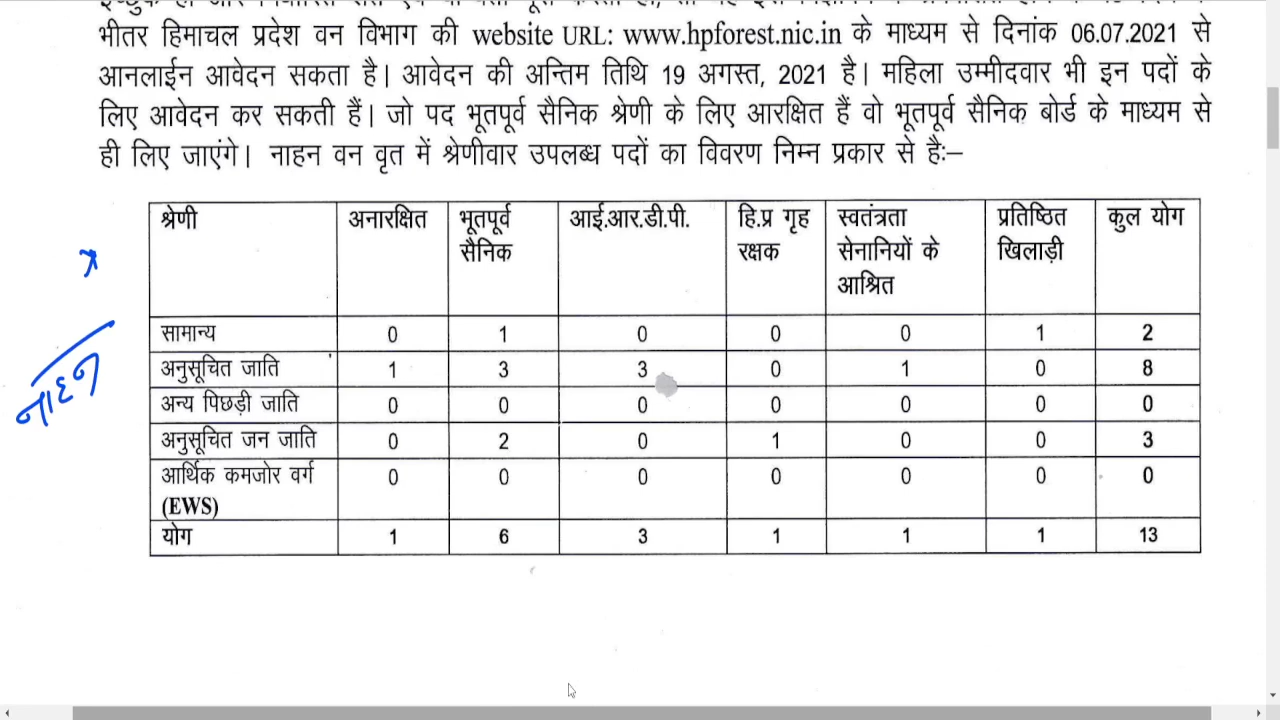 भीतर हिमाचल प्रदेश वन विभाग की website URL: www.hpforest.nic.in के माध्यम से दिनांक 06.07.2021 से
आनलाईन आवेदन सकता है। आवेदन की अन्तिम तिथि 19 अगस्त, 2021 है। महिला उम्मीदवार भी इन पदों के
लिए आवेदन कर सकती हैं। जो पद भूतपूर्व सैनिक श्रेणी के लिए आरक्षित हैं वो भूतपूर्व सैनिक बोर्ड के माध्यम से
ही लिए जाएंगे। नाहन वन वृत में श्रेणीवार उपलब्ध पदों का विवरण निम्न प्रकार से हैः–
श्रेणी अनारक्षित भूतपूर्व सैनिक आई.आर.डी.पी. हि.प्र गृह रक्षक स्वतंत्रता सेनानियों के आश्रित प्रतिष्ठित खिलाड़ी कुल योग
सामान्य 0 1 0 0 0 1 2
अनुसूचित जाति 1 3 3 0 1 0 8
अन्य पिछड़ी जाति 0 0 0 0 0 0 0
अनुसूचित जन जाति 0 2 0 1 0 0 3
आर्थिक कमजोर वर्ग (EWS) 0 0 0 0 0 0 0
योग 1 6 3 1 1 1 13
नाहन